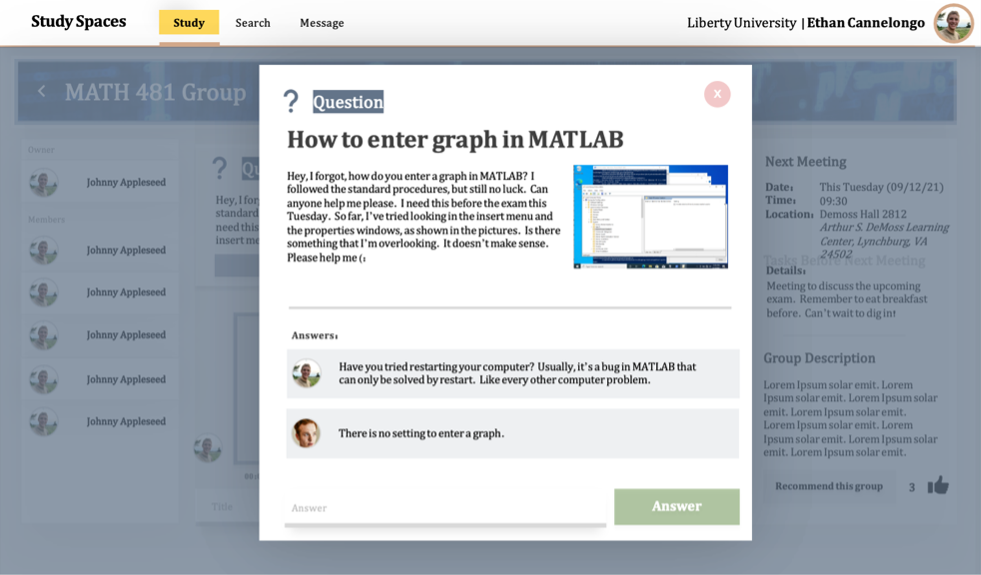 Study Spaces
Study
Search
Message
Liberty University | Ethan Cannelongo
MATH 481 Group
? Question
X
How to enter graph in MATLAB
Hey, I forgot, how do you enter a graph in MATLAB? I
followed the standard procedures, but still no luck. Can
anyone help me please. I need this before the exam this
Tuesday. So far, I've tried looking in the insert menu and
the properties windows, as shown in the pictures. Is there
something that I'm overlooking. It doesn't make sense.
Please help me (:
Answers:
Have you tried restarting your computer? Usually, it's a bug in MATLAB that
can only be solved by restart. Like every other computer problem.
There is no setting to enter a graph.
Answer
Answer
Owner
Johnny Appleseed
Members
Johnny Appleseed
Johnny Appleseed
Johnny Appleseed
Johnny Appleseed
Johnny Appleseed
? Qu
Hey, I for
standard
need this
insert me
Title
Next Meeting
Date: This Tuesday (09/12/21)
Time: 09:30
Location: Demoss Hall 2812
Arthur S. DeMoss Learning
Center, Lynchburg, VA
24502
Tasks Before Next Meeting
Details:
Meeting to discuss the upcoming
exam. Remember to eat breakfast
before. Can't wait to dig in!
Group Description
Lorem Ipsum solar emit. Lorem
Ipsum solar emit. Lorem Ipsum solar
emit. Lorem Ipsum solar emit.
Lorem Ipsum solar emit. Lorem
Ipsum solar emit. Lorem Ipsum solar
emit. Lorem Ipsum solar emit.
Recommend this group 3